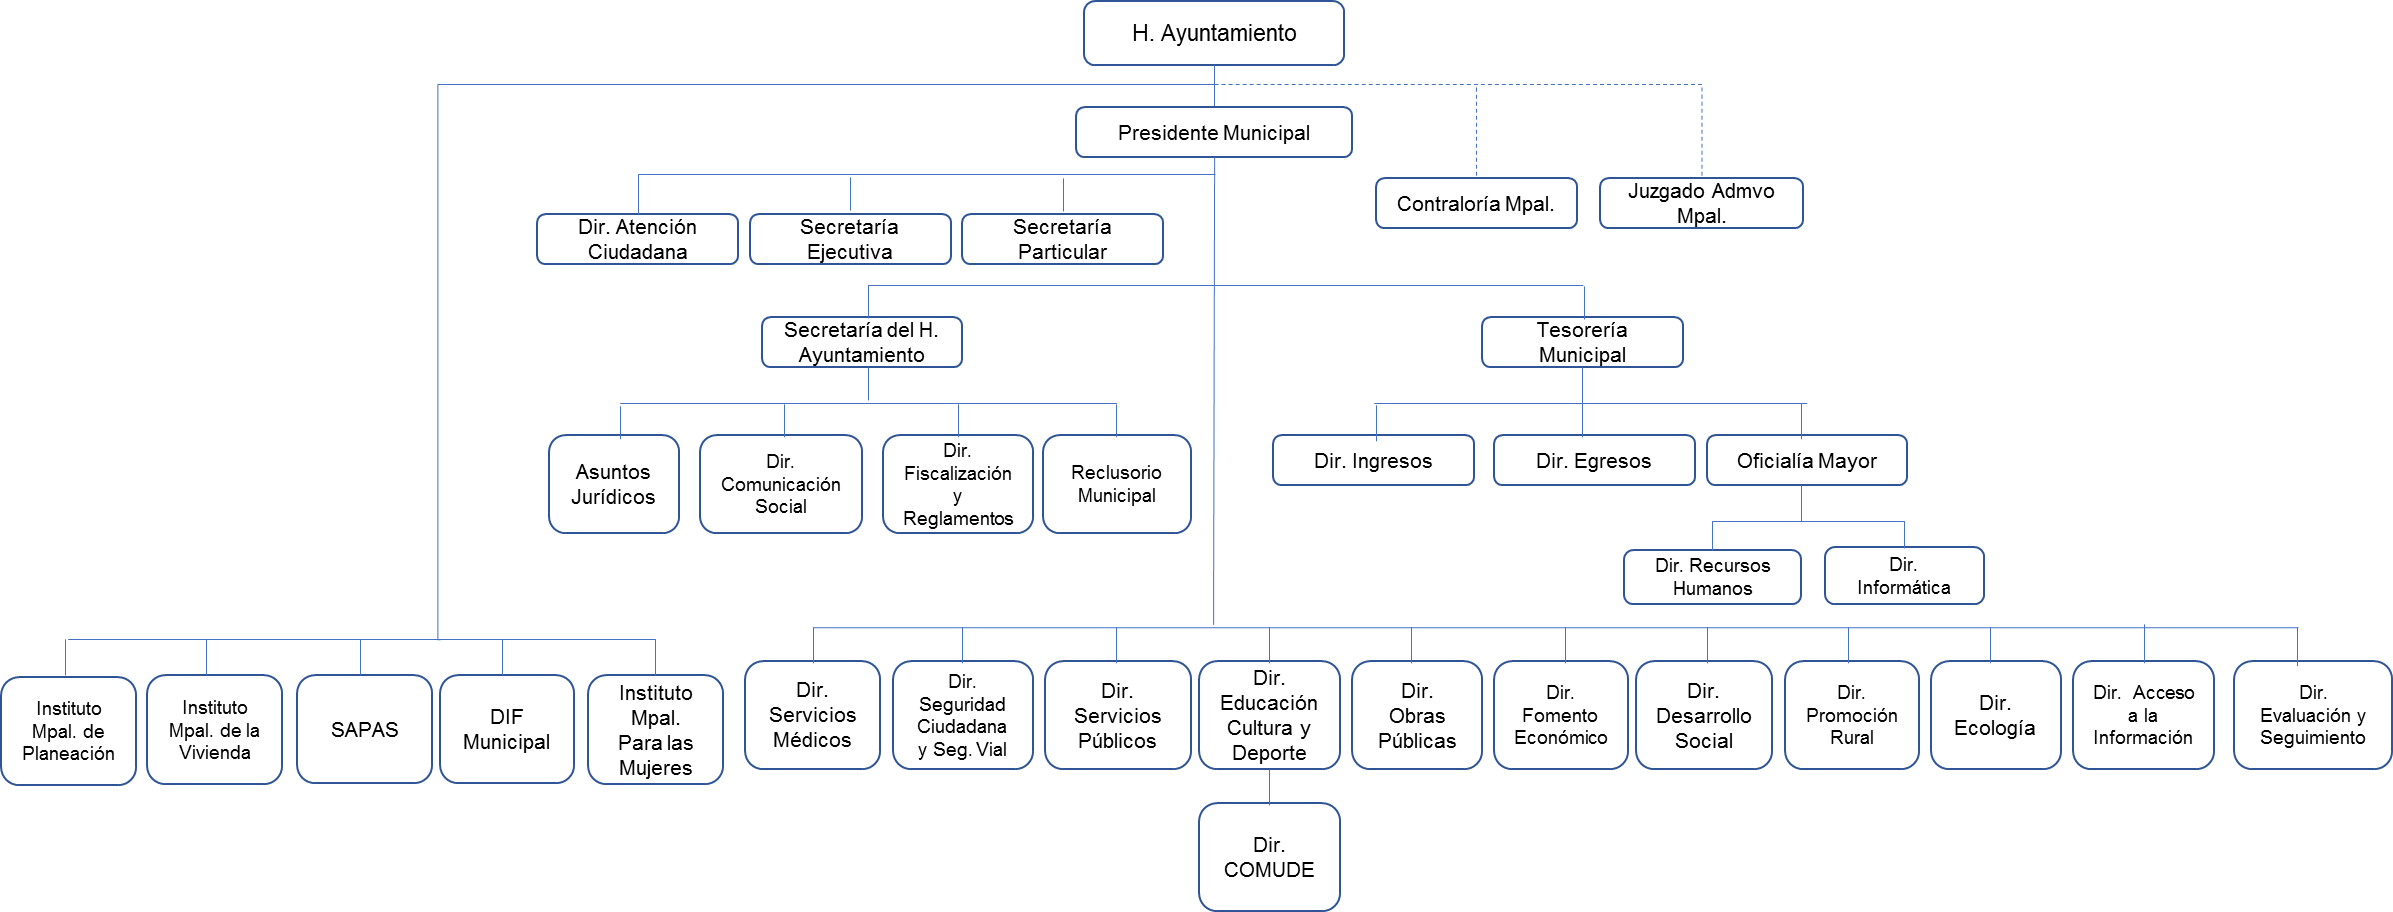 H. Ayuntamiento
Presidente Municipal
Contraloría Mpal.
Juzgado Admvo
Mpal.
Dir. Atención
Ciudadana
Secretaría
Ejecutiva
Secretaría
Particular
Secretaría del H.
Ayuntamiento
Tesorería
Municipal
Asuntos
Jurídicos
Dir.
Comunicación
Social
Dir.
Fiscalización
y
Reglamentos
Reclusorio
Municipal
Dir. Ingresos
Dir. Egresos
Oficialía Mayor
Dir. Recursos
Humanos
Dir.
Informática
Instituto
Mpal. de
Planeación
Instituto
Mpal. de la
Vivienda
SAPAS
DIF
Municipal
Instituto
Mpal.
Para las
Mujeres
Dir.
Servicios
Médicos
Dir.
Seguridad
Ciudadana
y Seg. Vial
Dir.
Servicios
Públicos
Dir.
Educación
Cultura y
Deporte
Dir.
Obras
Públicas
Dir.
Fomento
Económico
Dir.
Desarrollo
Social
Dir.
Promoción
Rural
Dir.
Ecología
Dir. Acceso
a la
Información
Dir.
Evaluación y
Seguimiento
Dir.
COMUDE